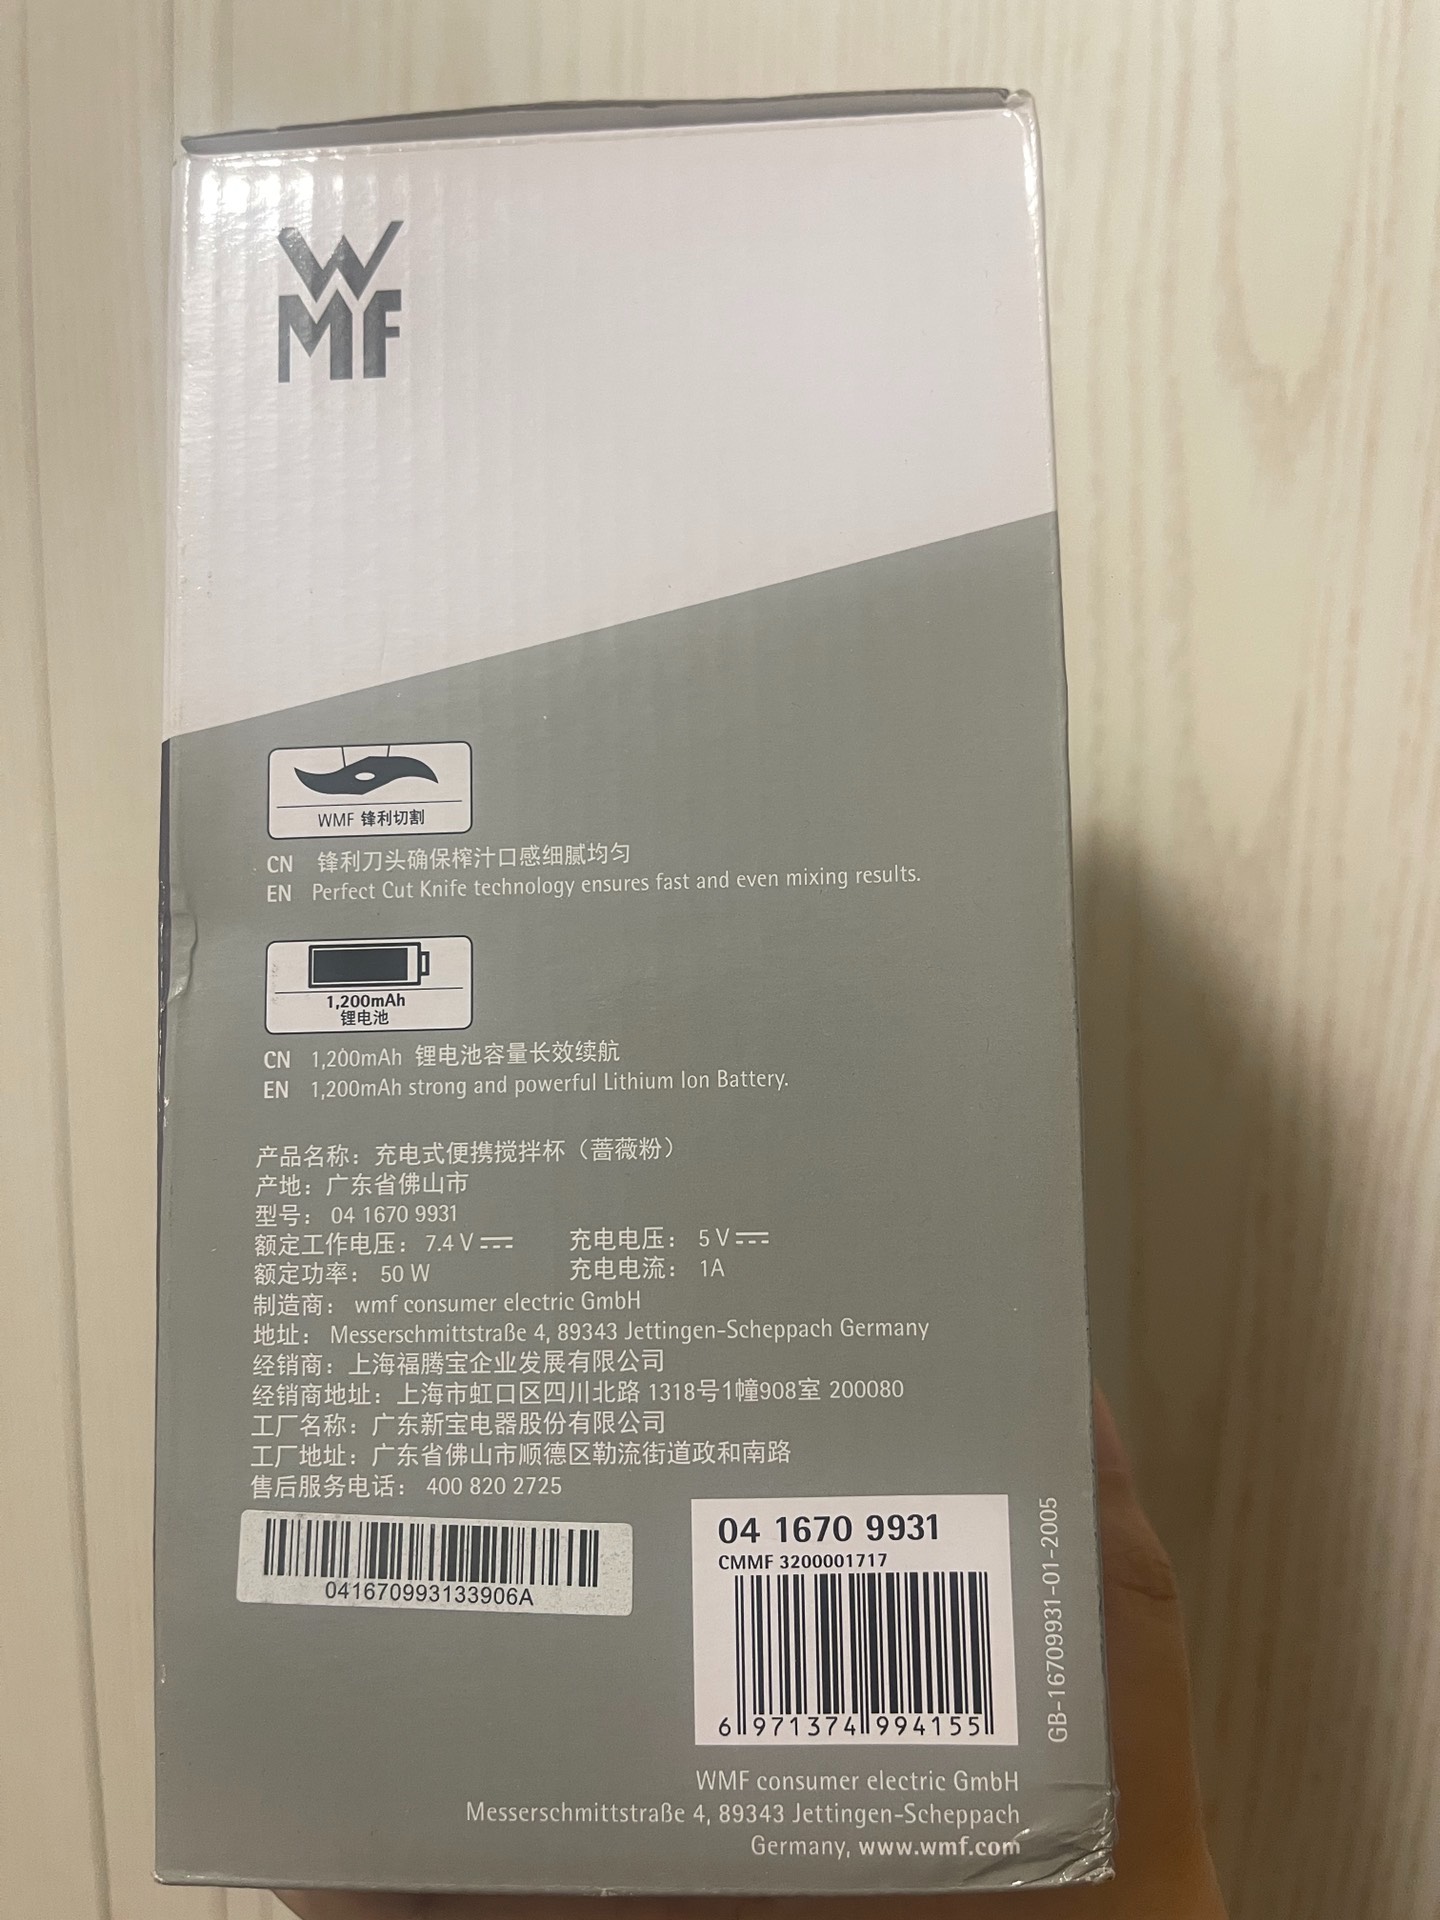 WMF
WMF 锋利切割
CN 锋利刀头确保榨汁口感细腻均匀
EN Perfect Cut Knife technology ensures fast and even mixing results.
1,200mAh
锂电池
CN 1,200mAh 锂电池容量长效续航
EN 1,200mAh strong and powerful Lithium Ion Battery.
产品名称：充电式便携搅拌杯（蔷薇粉）
产地：广东省佛山市
型号： 04 1670 9931
额定工作电压： 7.4 V⎓ 充电电压： 5 V⎓
额定功率： 50 W 充电电流： 1A
制造商： wmf consumer electric GmbH
地址： Messerschmittstraße 4, 89343 Jettingen-Scheppach Germany
经销商：上海福腾宝企业发展有限公司
经销商地址：上海市虹口区四川北路 1318号1幢908室 200080
工厂名称：广东新宝电器股份有限公司
工厂地址：广东省佛山市顺德区勒流街道政和南路
售后服务电话： 400 820 2725
041670993133906A
04 1670 9931
CMMF 3200001717
6 971374 994155
GB-16709931-01-2005
WMF consumer electric GmbH
Messerschmittstraße 4, 89343 Jettingen-Scheppach
Germany, www.wmf.com